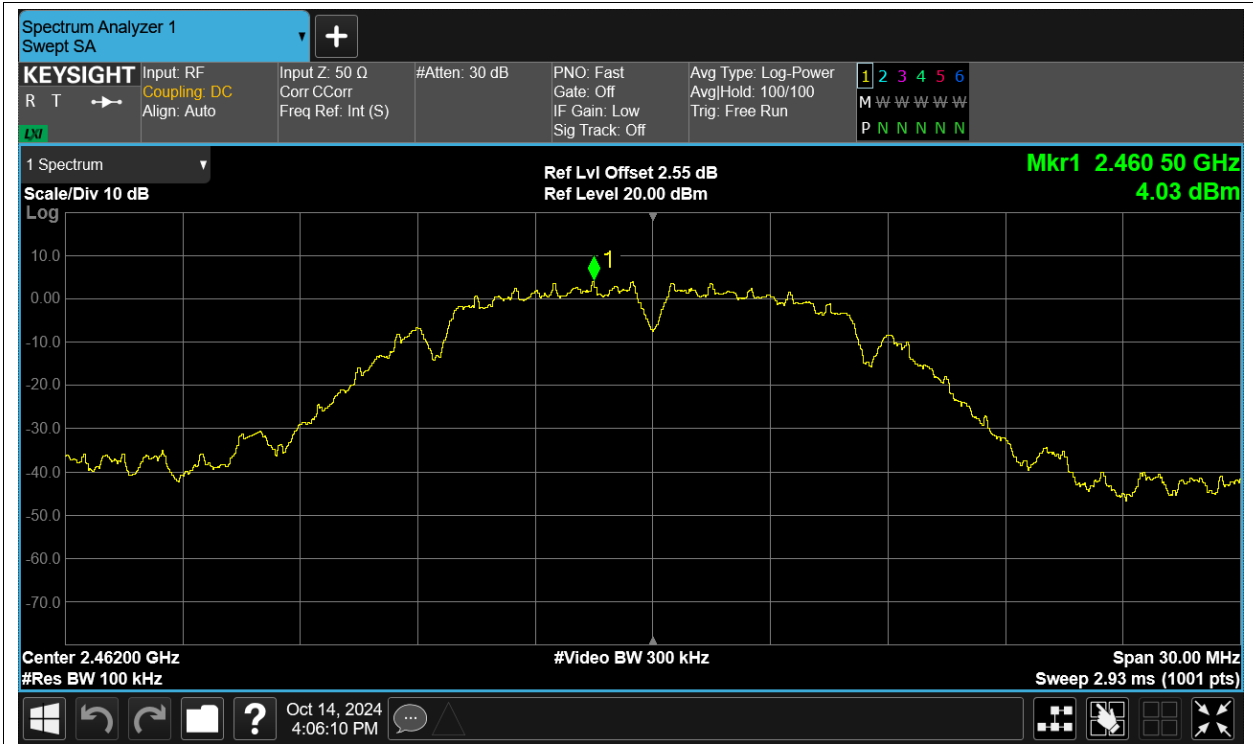 Spectrum Analyzer 1
Swept SA
KEYSIGHT
R T
LXI
Input: RF
Coupling: DC
Align: Auto
Input Z: 50 Ω
Corr CCorr
Freq Ref: Int (S)
#Atten: 30 dB
PNO: Fast
Gate: Off
IF Gain: Low
Sig Track: Off
Avg Type: Log-Power
Avg|Hold: 100/100
Trig: Free Run
1 2 3 4 5 6
M W W W W W
P N N N N N
1 Spectrum
Scale/Div 10 dB
Ref Lvl Offset 2.55 dB
Ref Level 20.00 dBm
Mkr1 2.460 50 GHz
4.03 dBm
Log
10.0
0.00
-10.0
-20.0
-30.0
-40.0
-50.0
-60.0
-70.0
1
Center 2.46200 GHz
#Res BW 100 kHz
#Video BW 300 kHz
Span 30.00 MHz
Sweep 2.93 ms (1001 pts)
?
Oct 14, 2024
4:06:10 PM